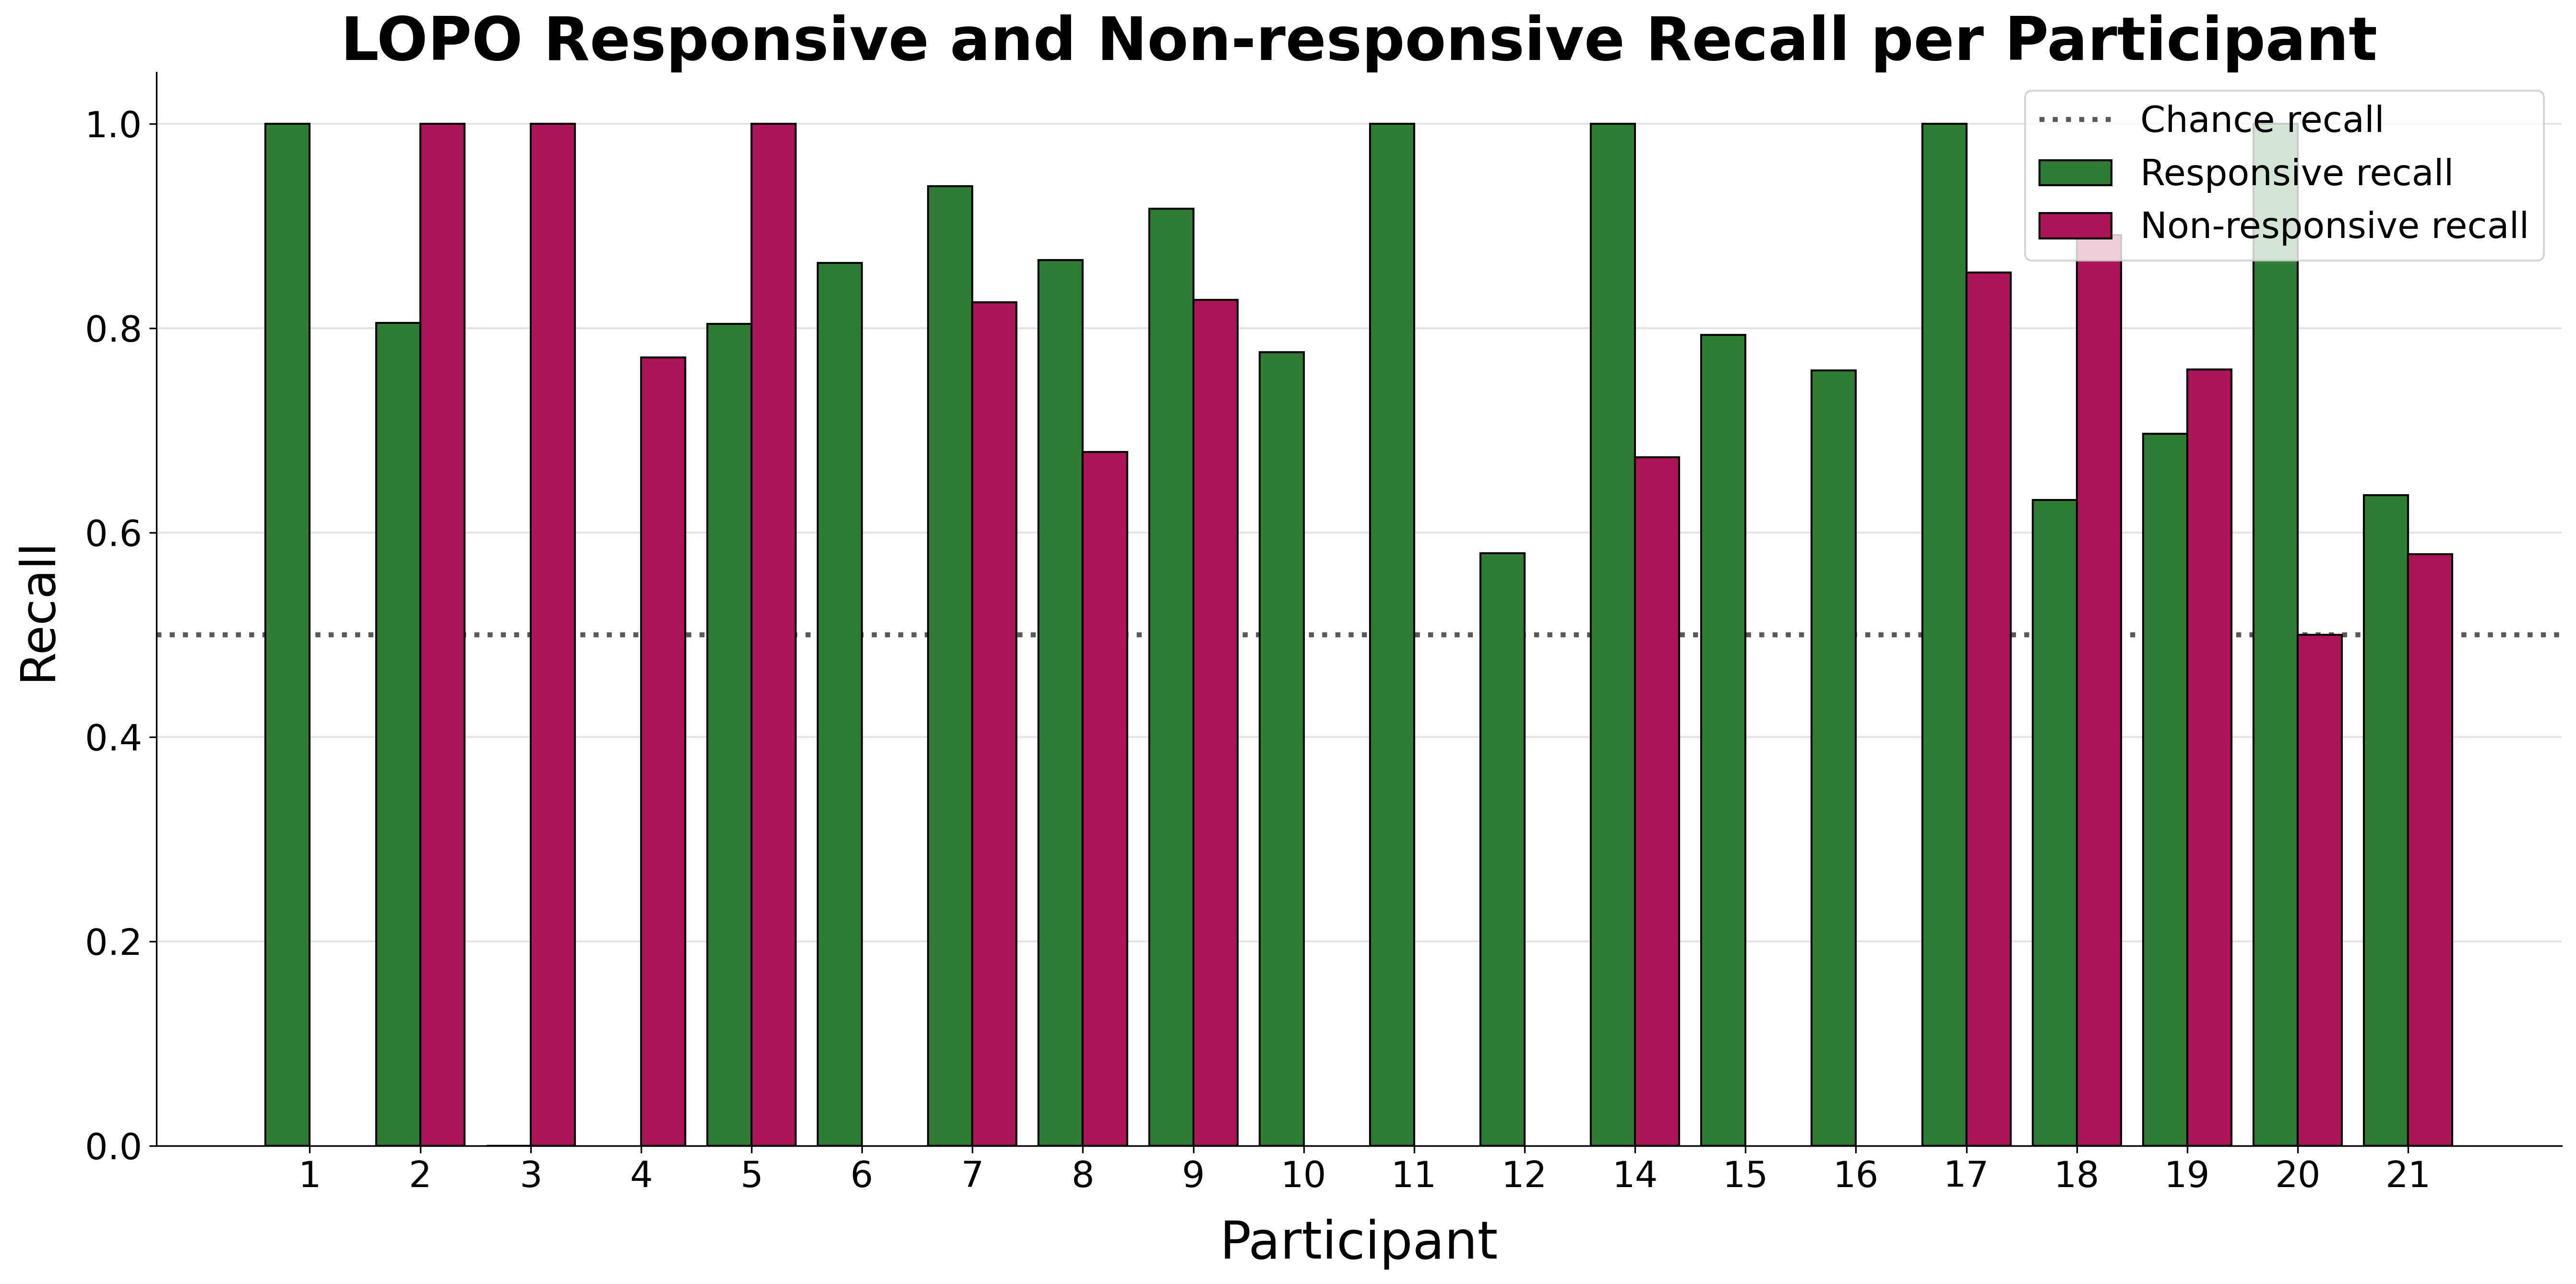 LOPO Responsive and Non-responsive Recall per Participant
Chance recall
Responsive recall
Non-responsive recall
1.0
0.8
0.6
0.4
0.2
0.0
Recall
1 2 3 4 5 6 7 8 9 10 11 12 14 15 16 17 18 19 20 21
Participant